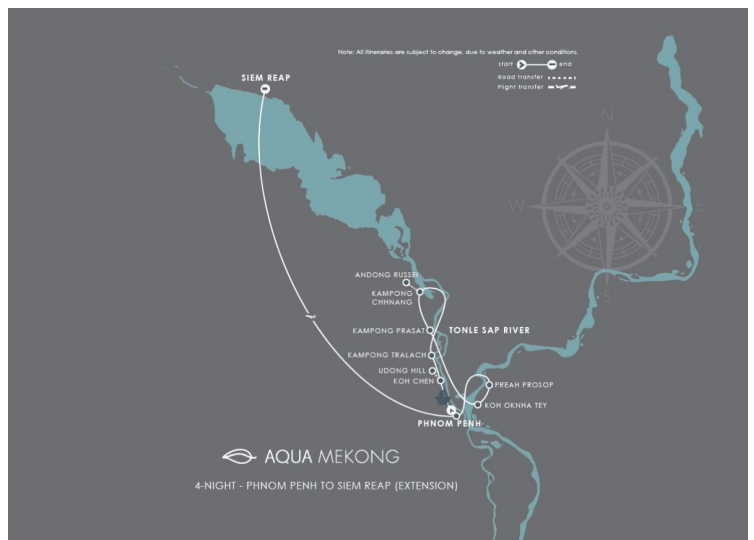 Note: All itineraries are subject to change, due to weather and other conditions.
start end
Road transfer
Flight transfer
SIEM REAP
N
W E
S
ANDONG RUSSEI
KAMPONG
CHHNANG
KAMPONG PRASAT
TONLE SAP RIVER
KAMPONG TRALACH
UDONG HILL
KOH CHEN
PREAH PROSOP
KOH OKNHA TEY
PHNOM PENH
AQUA MEKONG
4-NIGHT - PHNOM PENH TO SIEM REAP (EXTENSION)